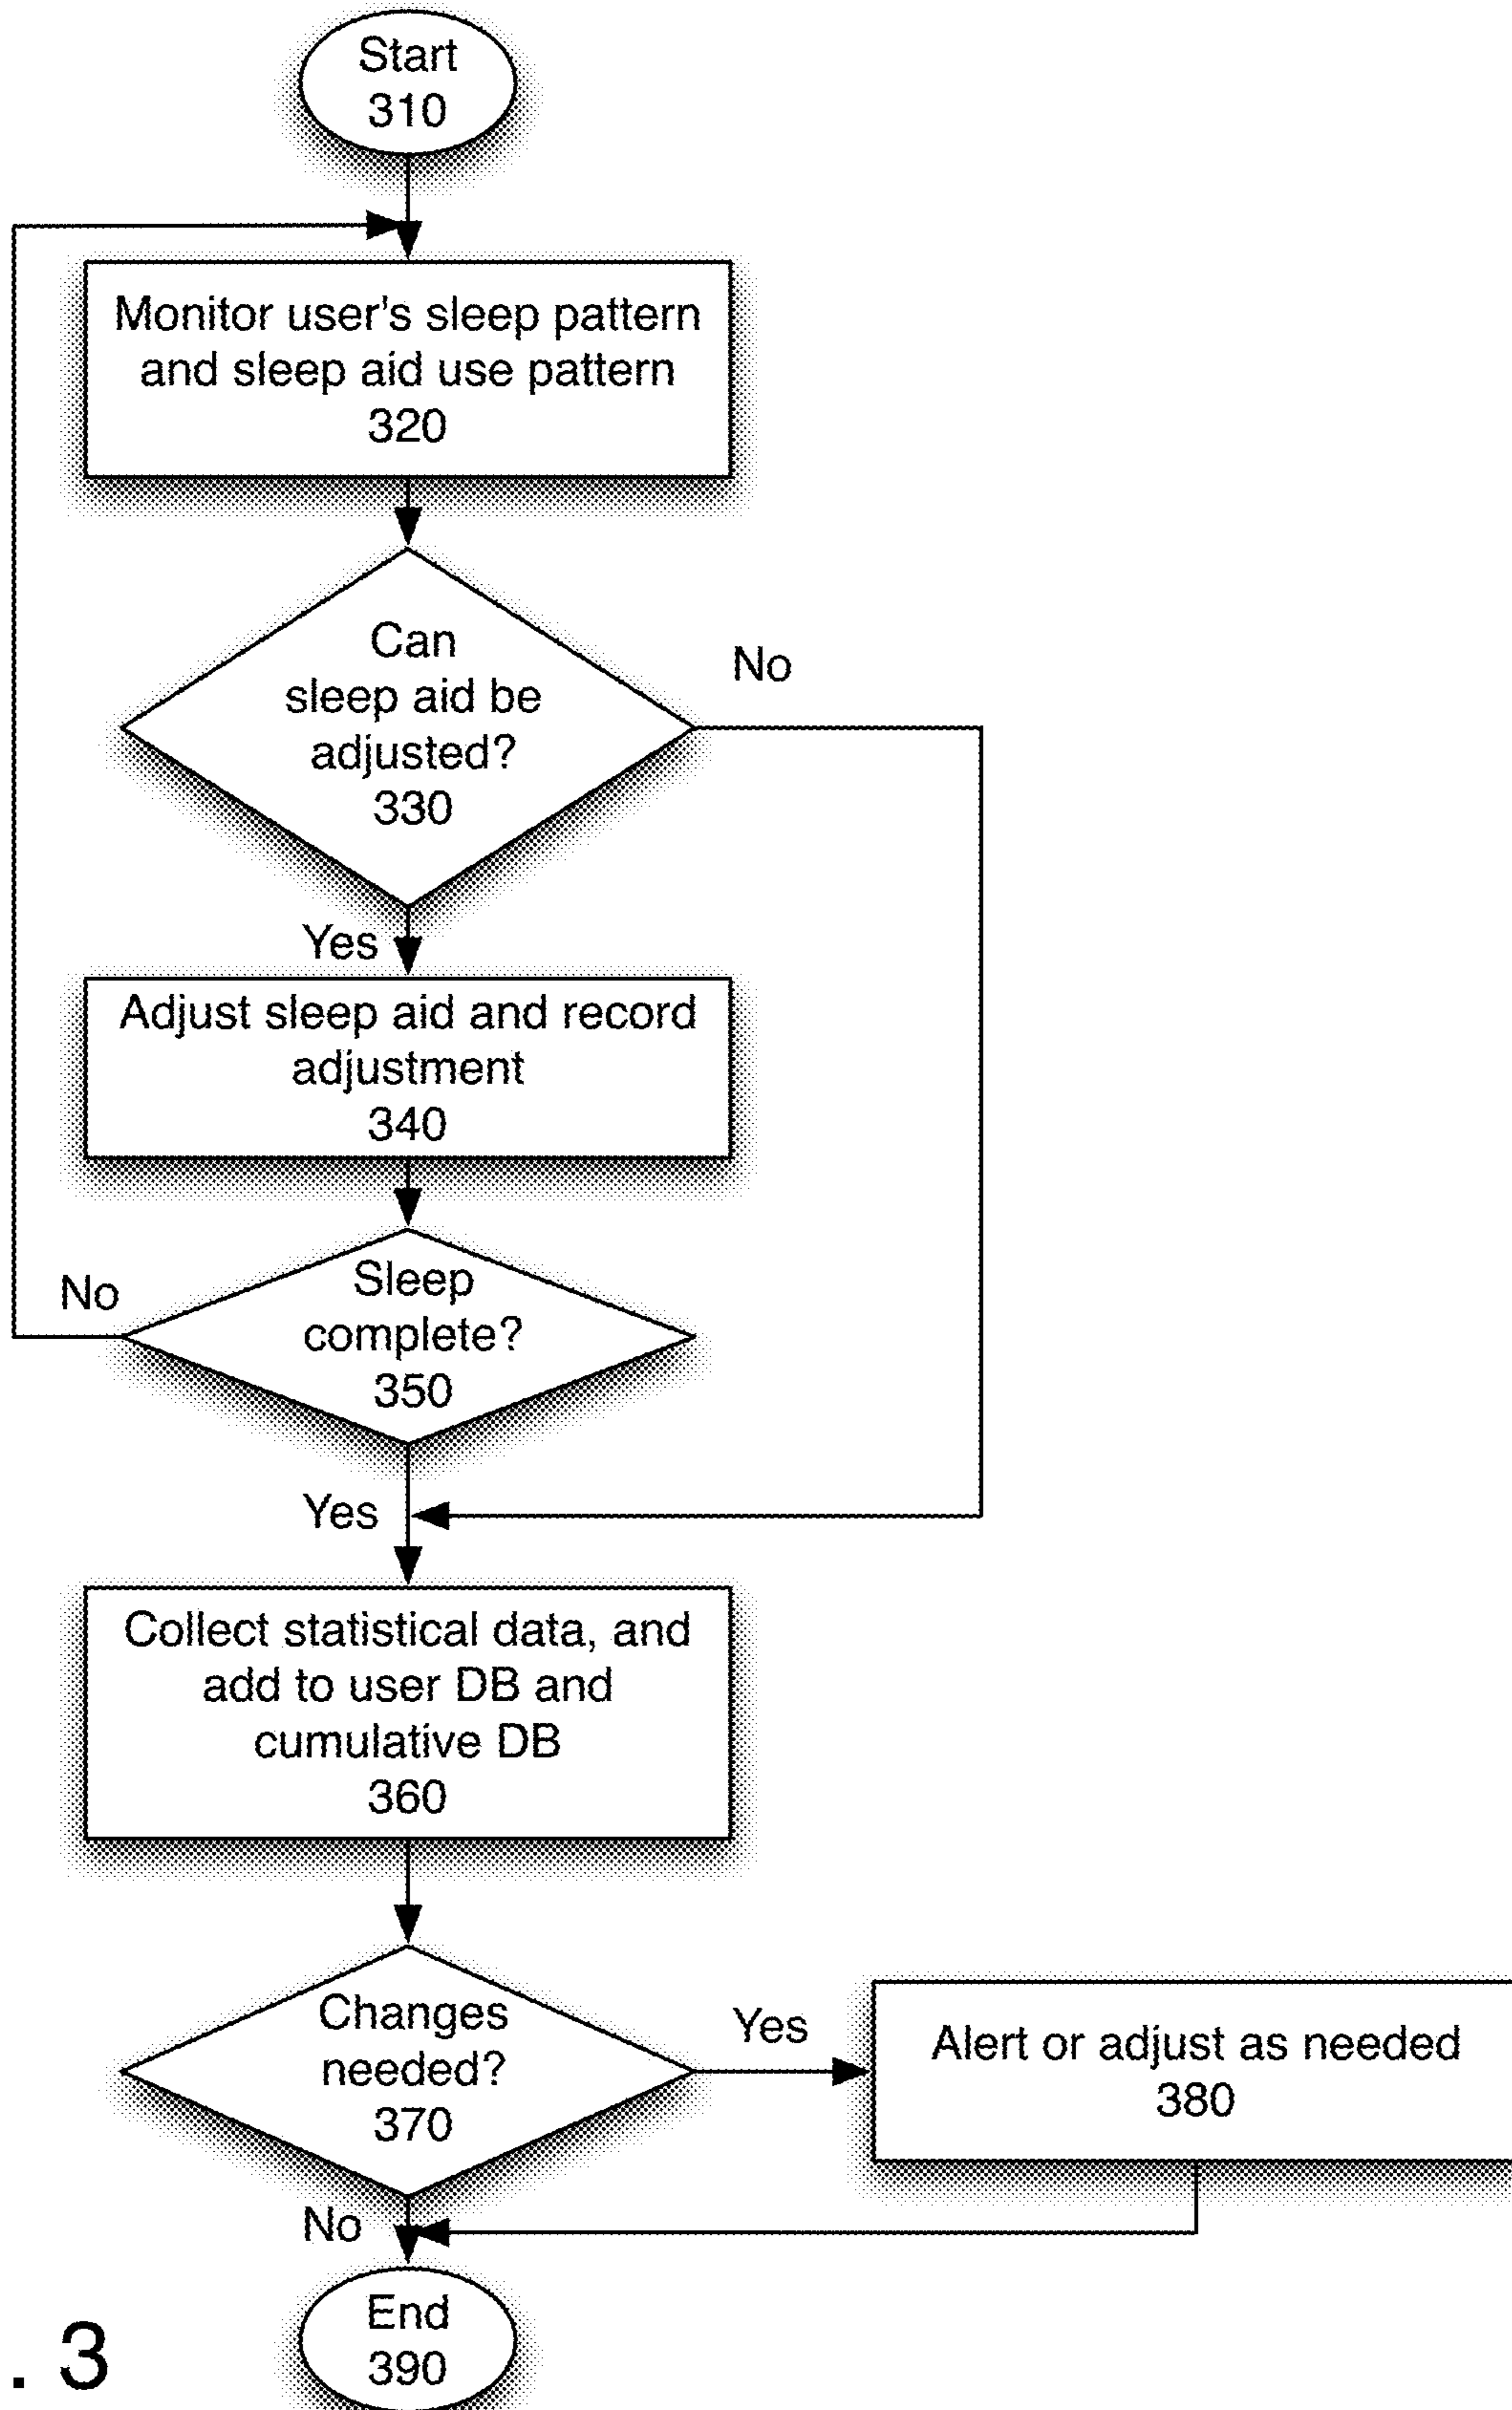 Start
310
Monitor user's sleep pattern
and sleep aid use pattern
320
Can
sleep aid be
adjusted?
330
No
Yes
Adjust sleep aid and record
adjustment
340
Sleep
complete?
350
No
Yes
Collect statistical data, and
add to user DB and
cumulative DB
360
Changes
needed?
370
Yes
Alert or adjust as needed
380
No
End
390
. 3